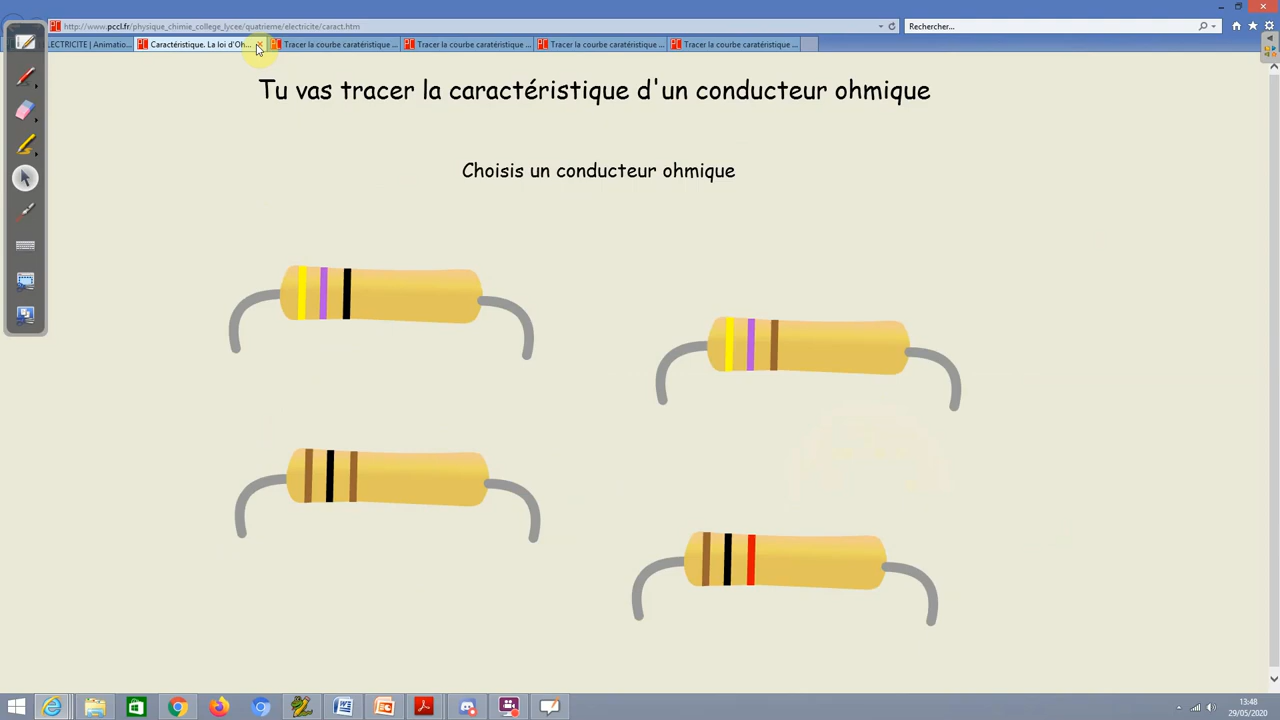 http://www.pccl.fr/physique_chimie_college_lycee/quatrieme/electricite/caract.htm
Rechercher...
ELECTRICITE | Animatio...
Caractéristique. La loi d'Oh...
Tracer la courbe caratéristique ...
Tracer la courbe caratéristique ...
Tracer la courbe caratéristique ...
Tracer la courbe caratéristique ...
Tu vas tracer la caractéristique d'un conducteur ohmique
Choisis un conducteur ohmique
13:48
29/05/2020